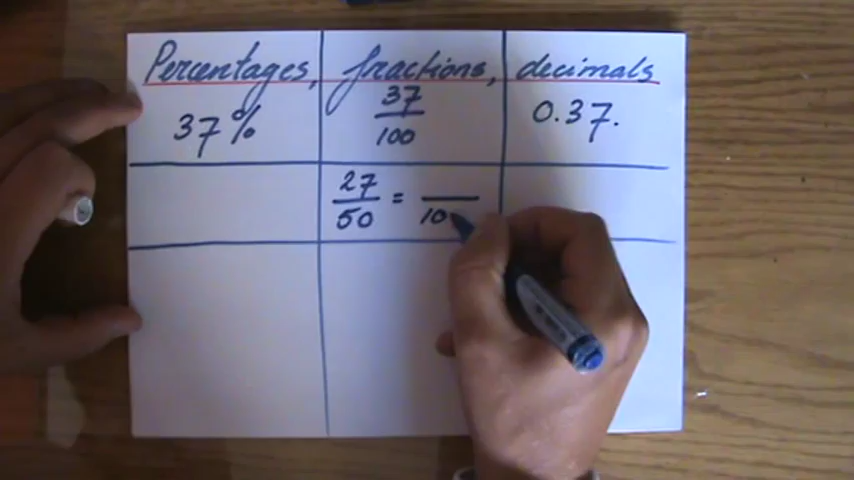 Percentages, fractions, decimals
37% 37/100 0.37.
27/50 = /10